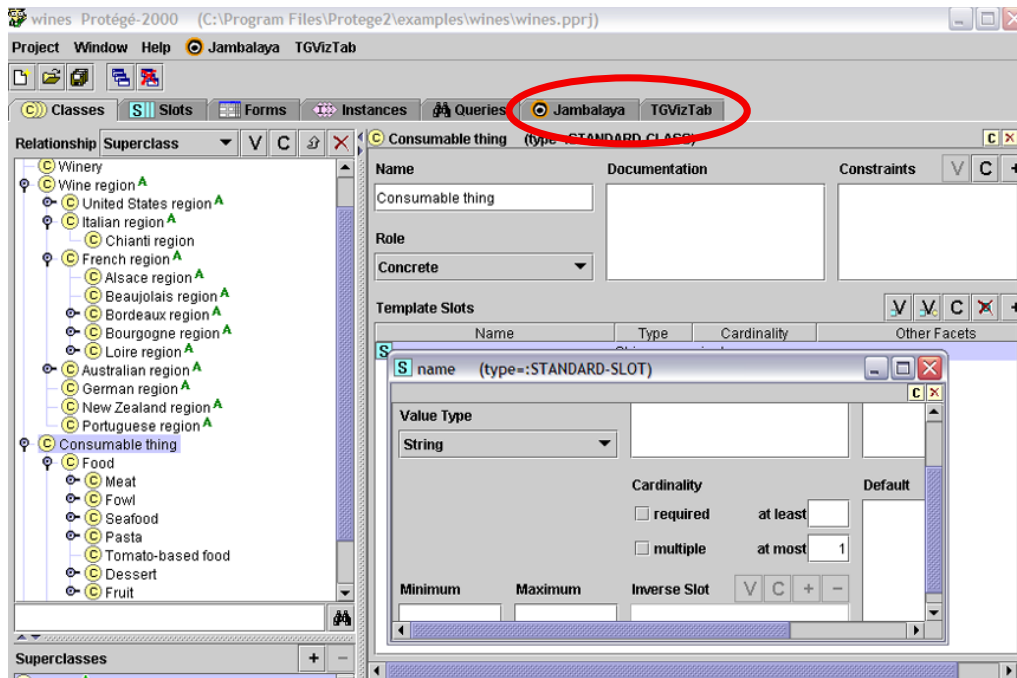 wines Protégé-2000 (C:\Program Files\Protege2\examples\wines\wines.pprj)
Project Window Help Jambalaya TGVizTab
Classes Slots Forms Instances Queries Jambalaya TGVizTab
Relationship Superclass V C
Winery
Wine region A
United States region A
Italian region A
Chianti region
French region A
Alsace region A
Beaujolais region A
Bordeaux region A
Bourgogne region A
Loire region A
Australian region A
German region A
New Zealand region A
Portuguese region A
Consumable thing
Food
Meat
Fowl
Seafood
Pasta
Tomato-based food
Dessert
Fruit
Superclasses + −
C Consumable thing (type=:STANDARD-CLASS) C ×
Name Documentation Constraints V C +
Consumable thing
Role
Concrete
Template Slots V V C +
Name Type Cardinality Other Facets
S
S name (type=:STANDARD-SLOT)
C ×
Value Type
String
Cardinality Default
required at least
multiple at most 1
Minimum Maximum Inverse Slot V C + −